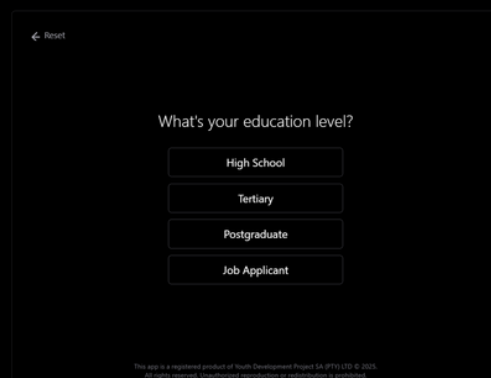 Reset
What's your education level?
High School
Tertiary
Postgraduate
Job Applicant
This app is a registered product of Youth Development Project SA (PTY) LTD © 2025.
All rights reserved. Unauthorized reproduction or redistribution is prohibited.